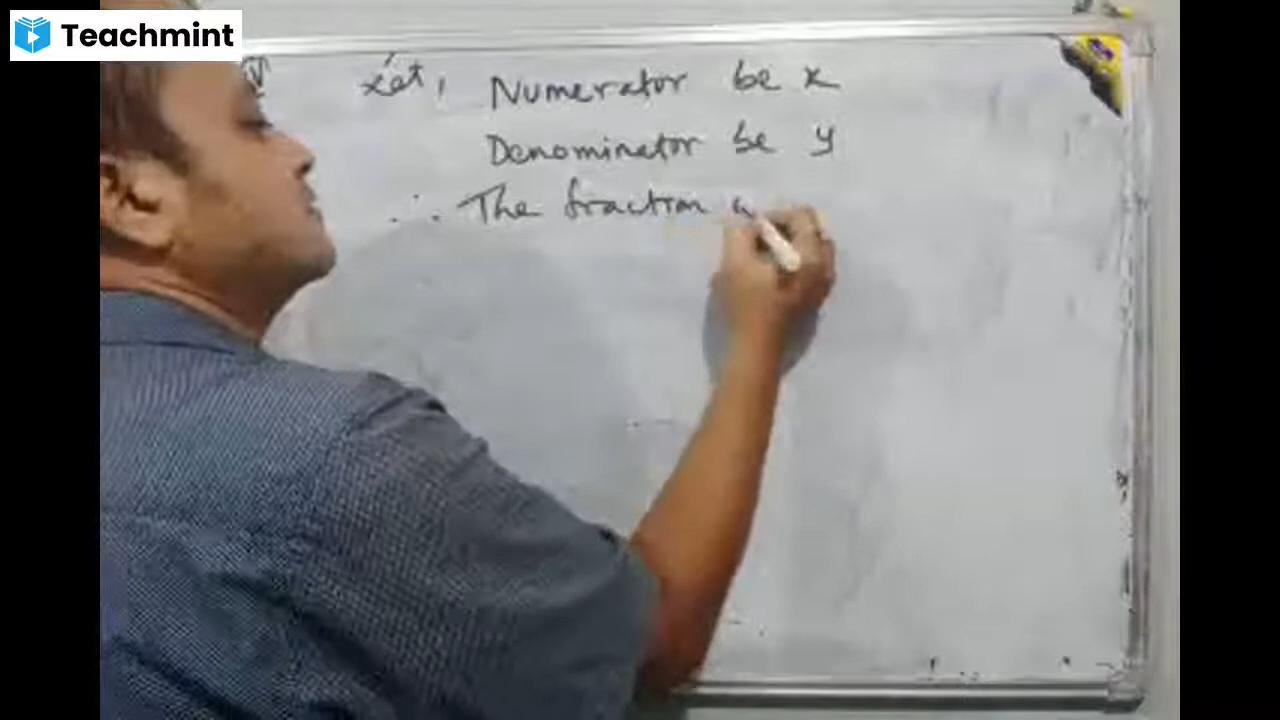 Teachmint
Let, Numerator be x
Denominator be y
∴ The fraction